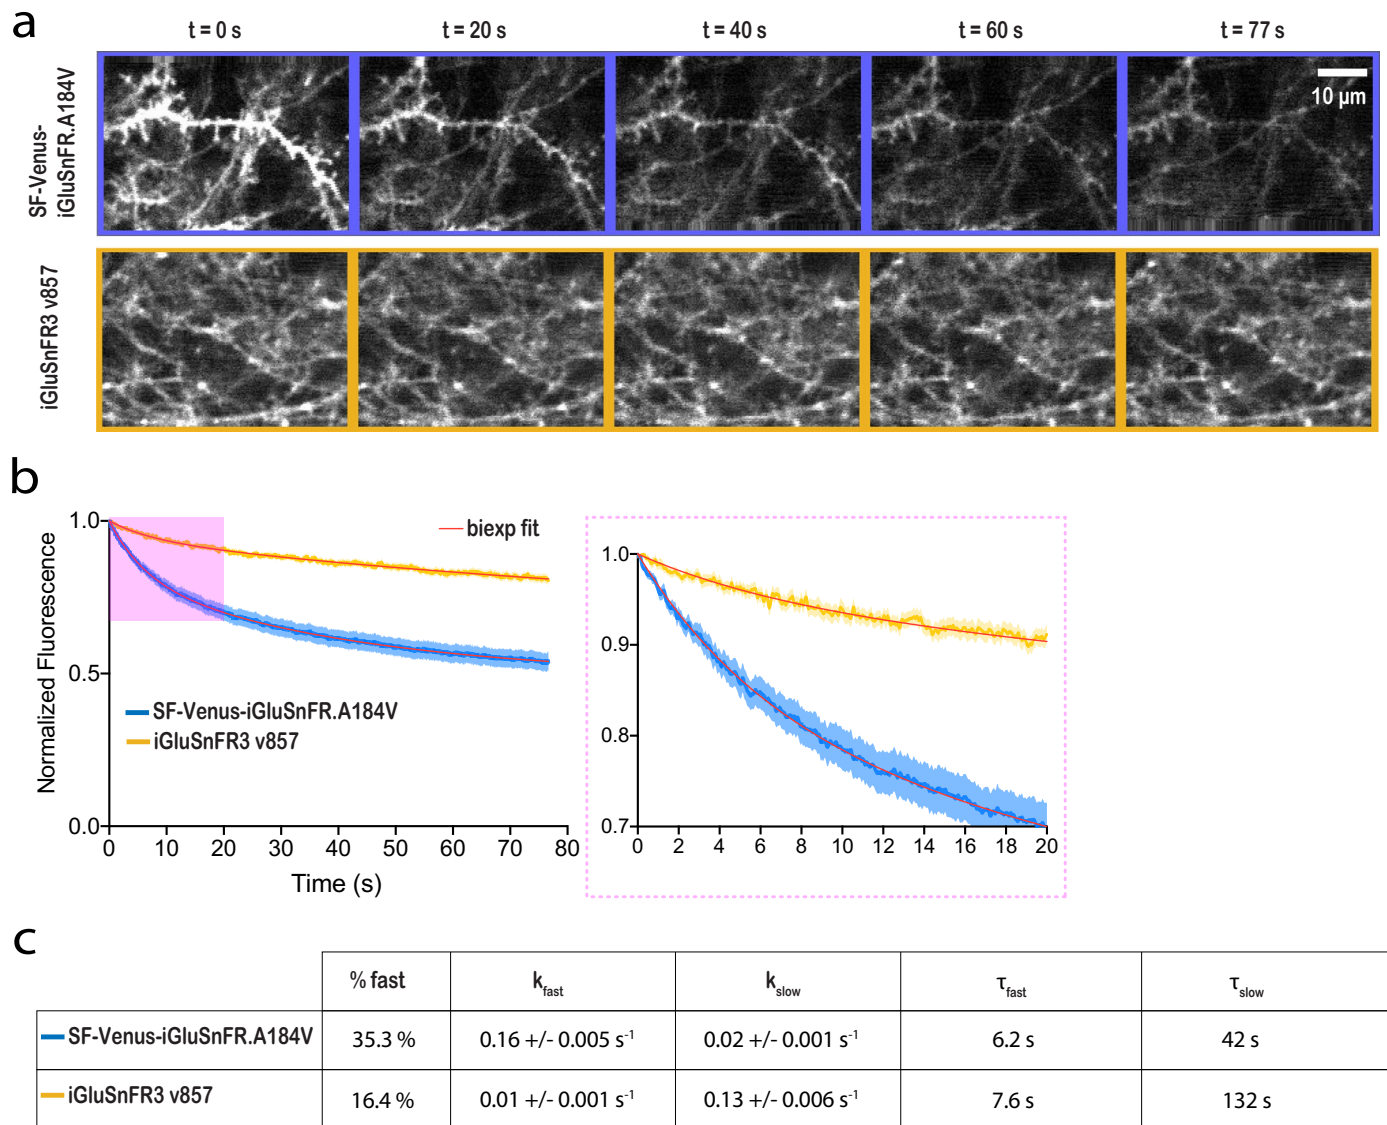 a
t = 0 s t = 20 s t = 40 s t = 60 s t = 77 s
SF-Venus-
iGluSnFR.A184V
10 µm
iGluSnFR3 v857
b
Normalized Fluorescence
1.0
0.5
0.0
biexp fit
SF-Venus-iGluSnFR.A184V
iGluSnFR3 v857
0 10 20 30 40 50 60 70 80
Time (s)
1.0
0.9
0.8
0.7
0 2 4 6 8 10 12 14 16 18 20
c
% fast k_fast k_slow τ_fast τ_slow
SF-Venus-iGluSnFR.A184V 35.3 % 0.16 +/- 0.005 s⁻¹ 0.02 +/- 0.001 s⁻¹ 6.2 s 42 s
iGluSnFR3 v857 16.4 % 0.01 +/- 0.001 s⁻¹ 0.13 +/- 0.006 s⁻¹ 7.6 s 132 s